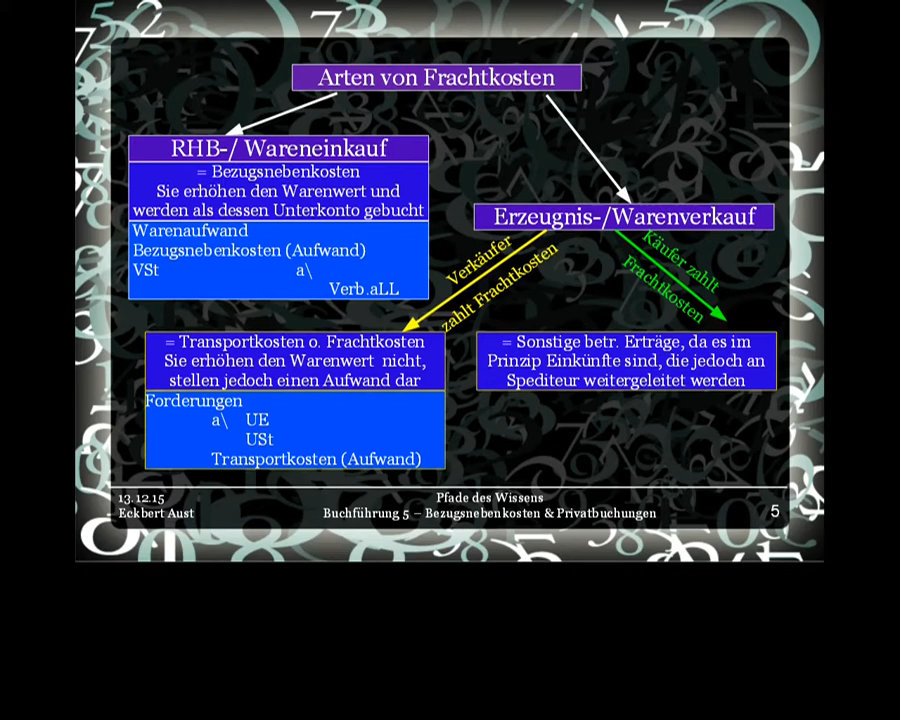 Arten von Frachtkosten
RHB-/ Wareneinkauf
= Bezugsnebenkosten
Sie erhöhen den Warenwert und
werden als dessen Unterkonto gebucht
Warenaufwand
Bezugsnebenkosten (Aufwand)
VSt a\
Verb.aLL
Erzeugnis-/Warenverkauf
Verkäufer
zahlt Frachtkosten
Käufer zahlt
Frachtkosten
= Transportkosten o. Frachtkosten
Sie erhöhen den Warenwert nicht,
stellen jedoch einen Aufwand dar
Forderungen
a\ UE
USt
Transportkosten (Aufwand)
= Sonstige betr. Erträge, da es im
Prinzip Einkünfte sind, die jedoch an
Spediteur weitergeleitet werden
13.12.15
Eckbert Aust
Pfade des Wissens
Buchführung 5 – Bezugsnebenkosten & Privatbuchungen
5